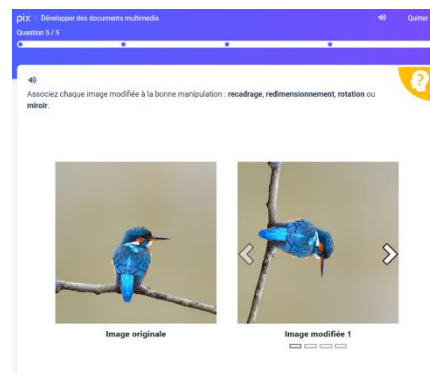 pix Développer des documents multimedia Quitter
Question 5 / 5
Associez chaque image modifiée à la bonne manipulation : recadrage, redimensionnement, rotation ou
miroir.
Image originale Image modifiée 1